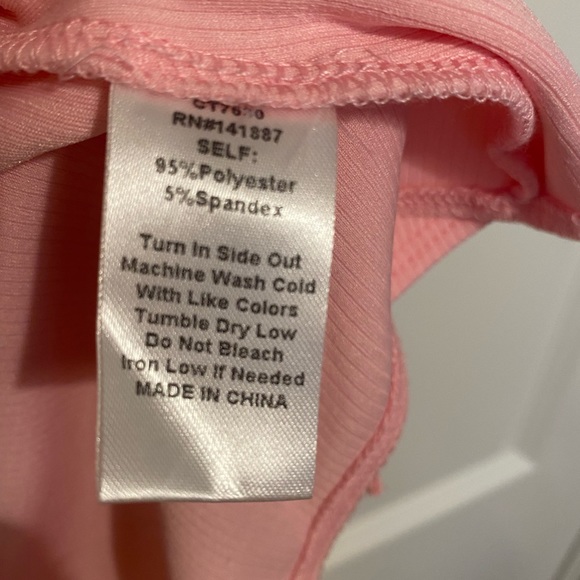 RN#141887
SELF:
95%Polyester
5%Spandex
Turn In Side Out
Machine Wash Cold
With Like Colors
Tumble Dry Low
Do Not Bleach
Iron Low If Needed
MADE IN CHINA